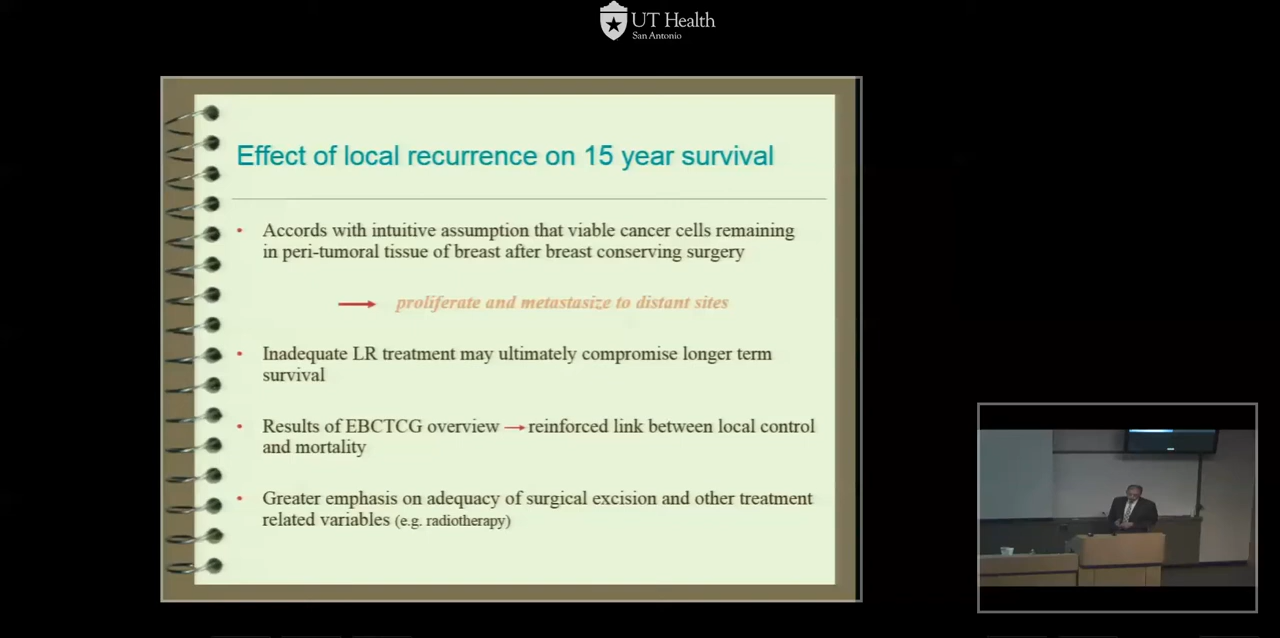 UT Health
San Antonio
Effect of local recurrence on 15 year survival
• Accords with intuitive assumption that viable cancer cells remaining
in peri-tumoral tissue of breast after breast conserving surgery
→ proliferate and metastasize to distant sites
• Inadequate LR treatment may ultimately compromise longer term
survival
• Results of EBCTCG overview → reinforced link between local control
and mortality
• Greater emphasis on adequacy of surgical excision and other treatment
related variables (e.g. radiotherapy)